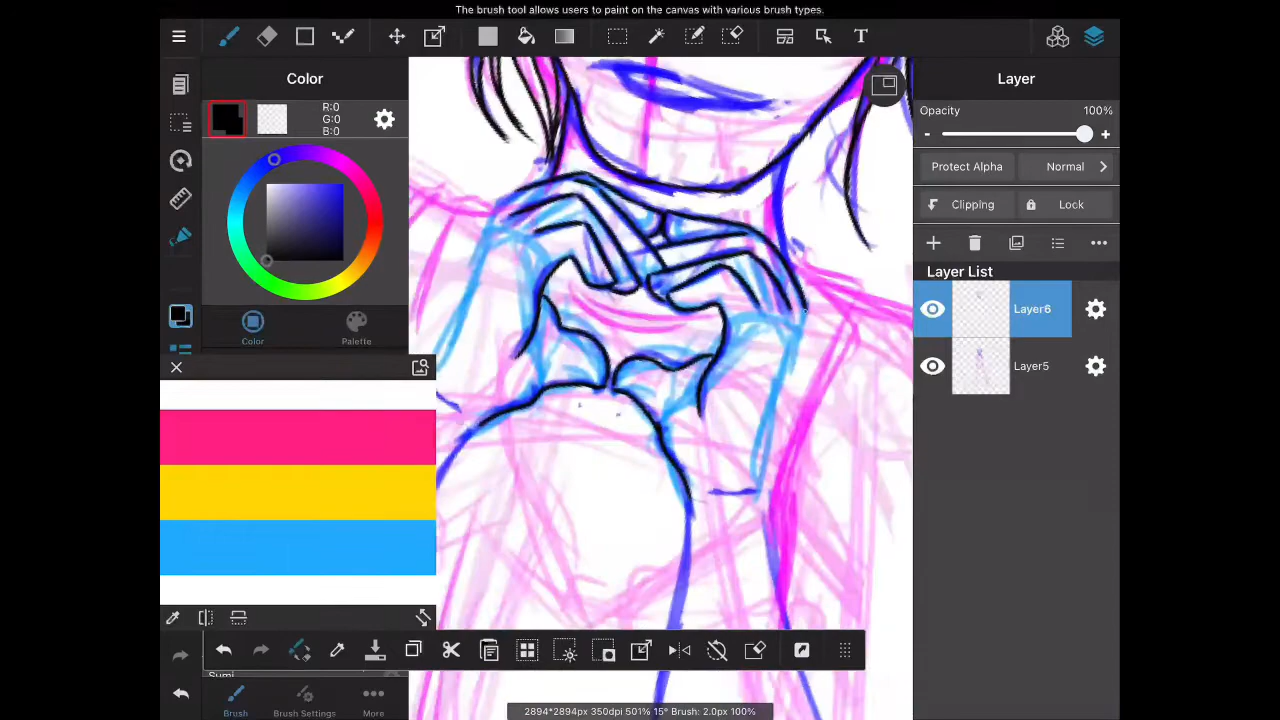 The brush tool allows users to paint on the canvas with various brush types.
T
Color
Layer
R:0
G:0
B:0
Opacity
100%
-
+
Protect Alpha
Normal
Clipping
Lock
Layer List
Layer6
Layer5
Color
Palette
Sumi
Brush
Brush Settings
More
2894*2894px 350dpi 501% 15° Brush: 2.0px 100%